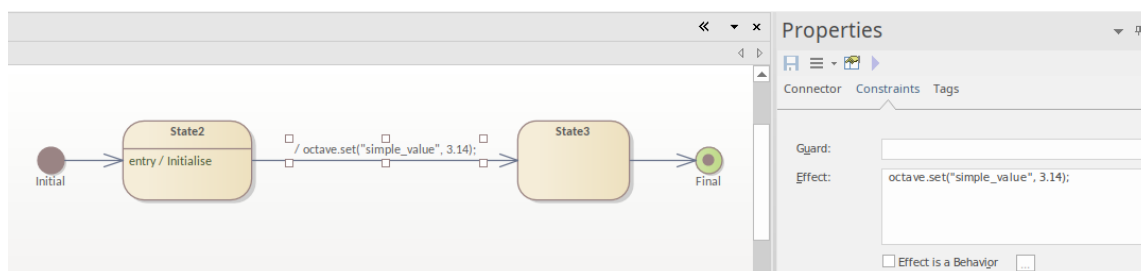 Properties
Connector Constraints Tags
State2
entry / Initialise
/ octave.set("simple_value", 3.14);
State3
Initial
Final
Guard:
Effect:
octave.set("simple_value", 3.14);
Effect is a Behavior ...